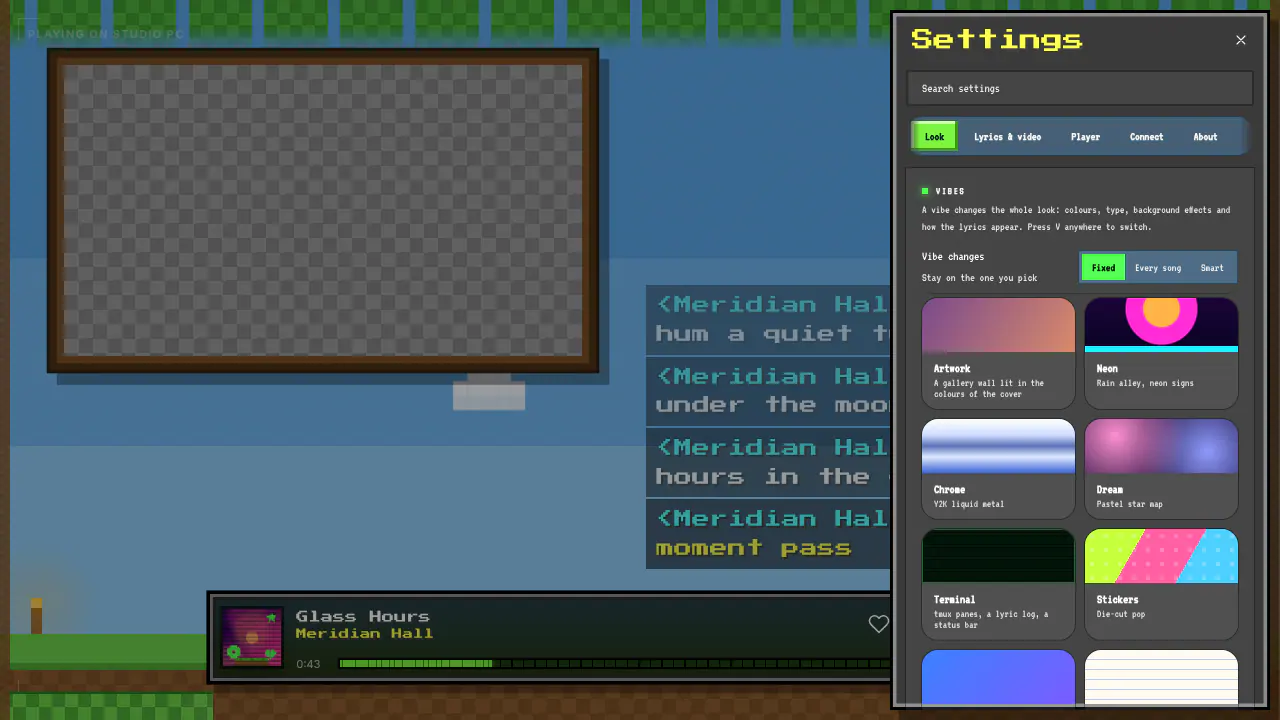 PLAYING ON STUDIO PC
<Meridian Hal
hum a quiet t
<Meridian Hal
under the moo
<Meridian Hal
hours in the
<Meridian Hal
moment pass
Glass Hours
Meridian Hall
0:43
Settings
Search settings
Look
Lyrics & video
Player
Connect
About
VIBES
A vibe changes the whole look: colours, type, background effects and
how the lyrics appear. Press V anywhere to switch.
Vibe changes
Stay on the one you pick
Fixed
Every song
Smart
Artwork
A gallery wall lit in the
colours of the cover
Neon
Rain alley, neon signs
Chrome
Y2K liquid metal
Dream
Pastel star map
Terminal
tmux panes, a lyric log, a
status bar
Stickers
Die-cut pop